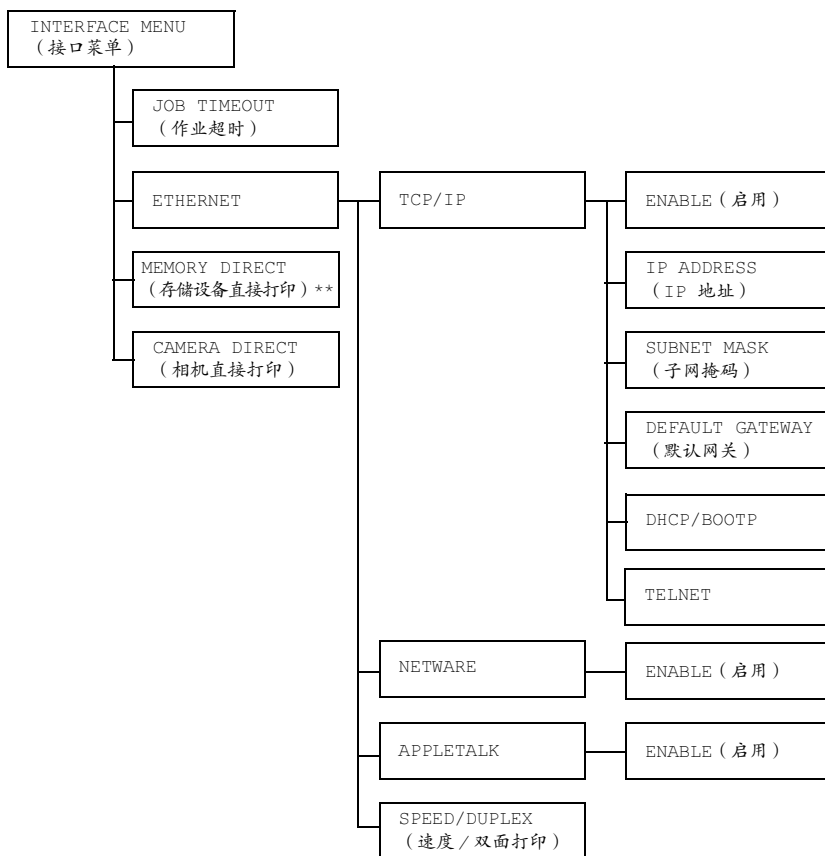 INTERFACE MENU
（接口菜单）
JOB TIMEOUT
（作业超时）
ETHERNET
MEMORY DIRECT
（存储设备直接打印）**
CAMERA DIRECT
（相机直接打印）
TCP/IP
ENABLE（启用）
IP ADDRESS
（IP 地址）
SUBNET MASK
（子网掩码）
DEFAULT GATEWAY
（默认网关）
DHCP/BOOTP
TELNET
NETWARE
ENABLE（启用）
APPLETALK
ENABLE（启用）
SPEED/DUPLEX
（速度／双面打印）